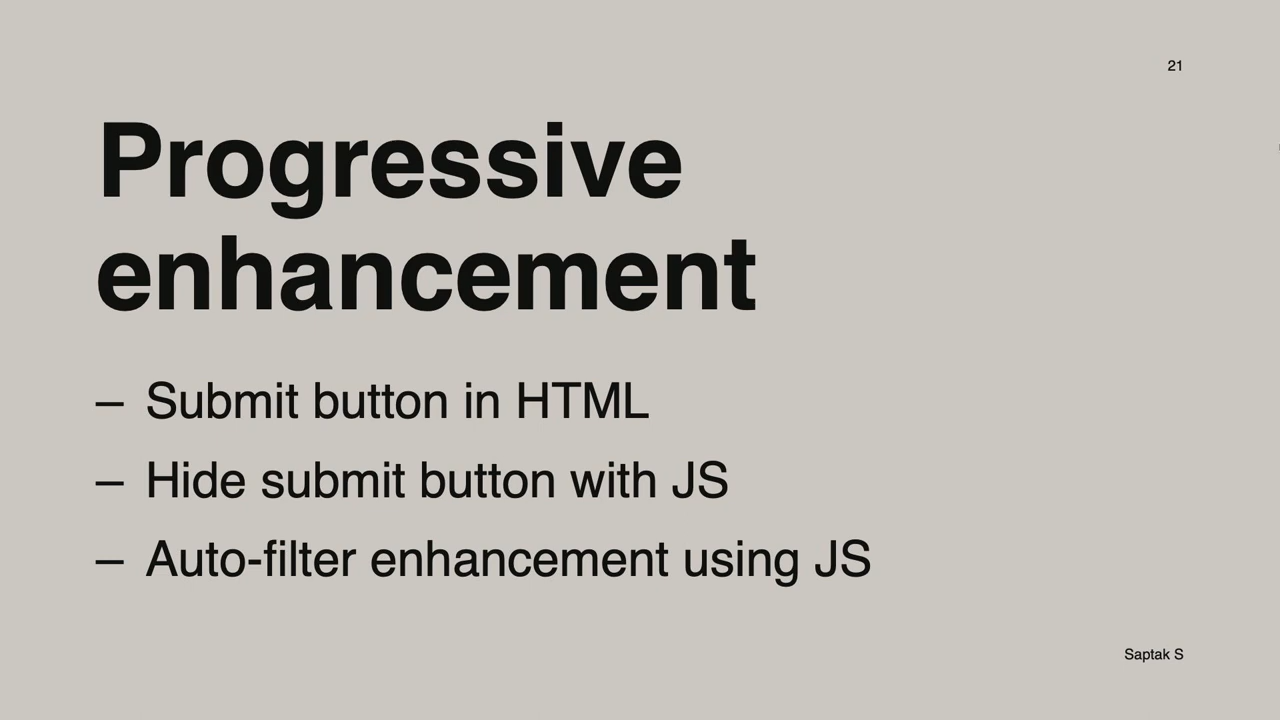 21
Progressive
enhancement
– Submit button in HTML
– Hide submit button with JS
– Auto-filter enhancement using JS
Saptak S